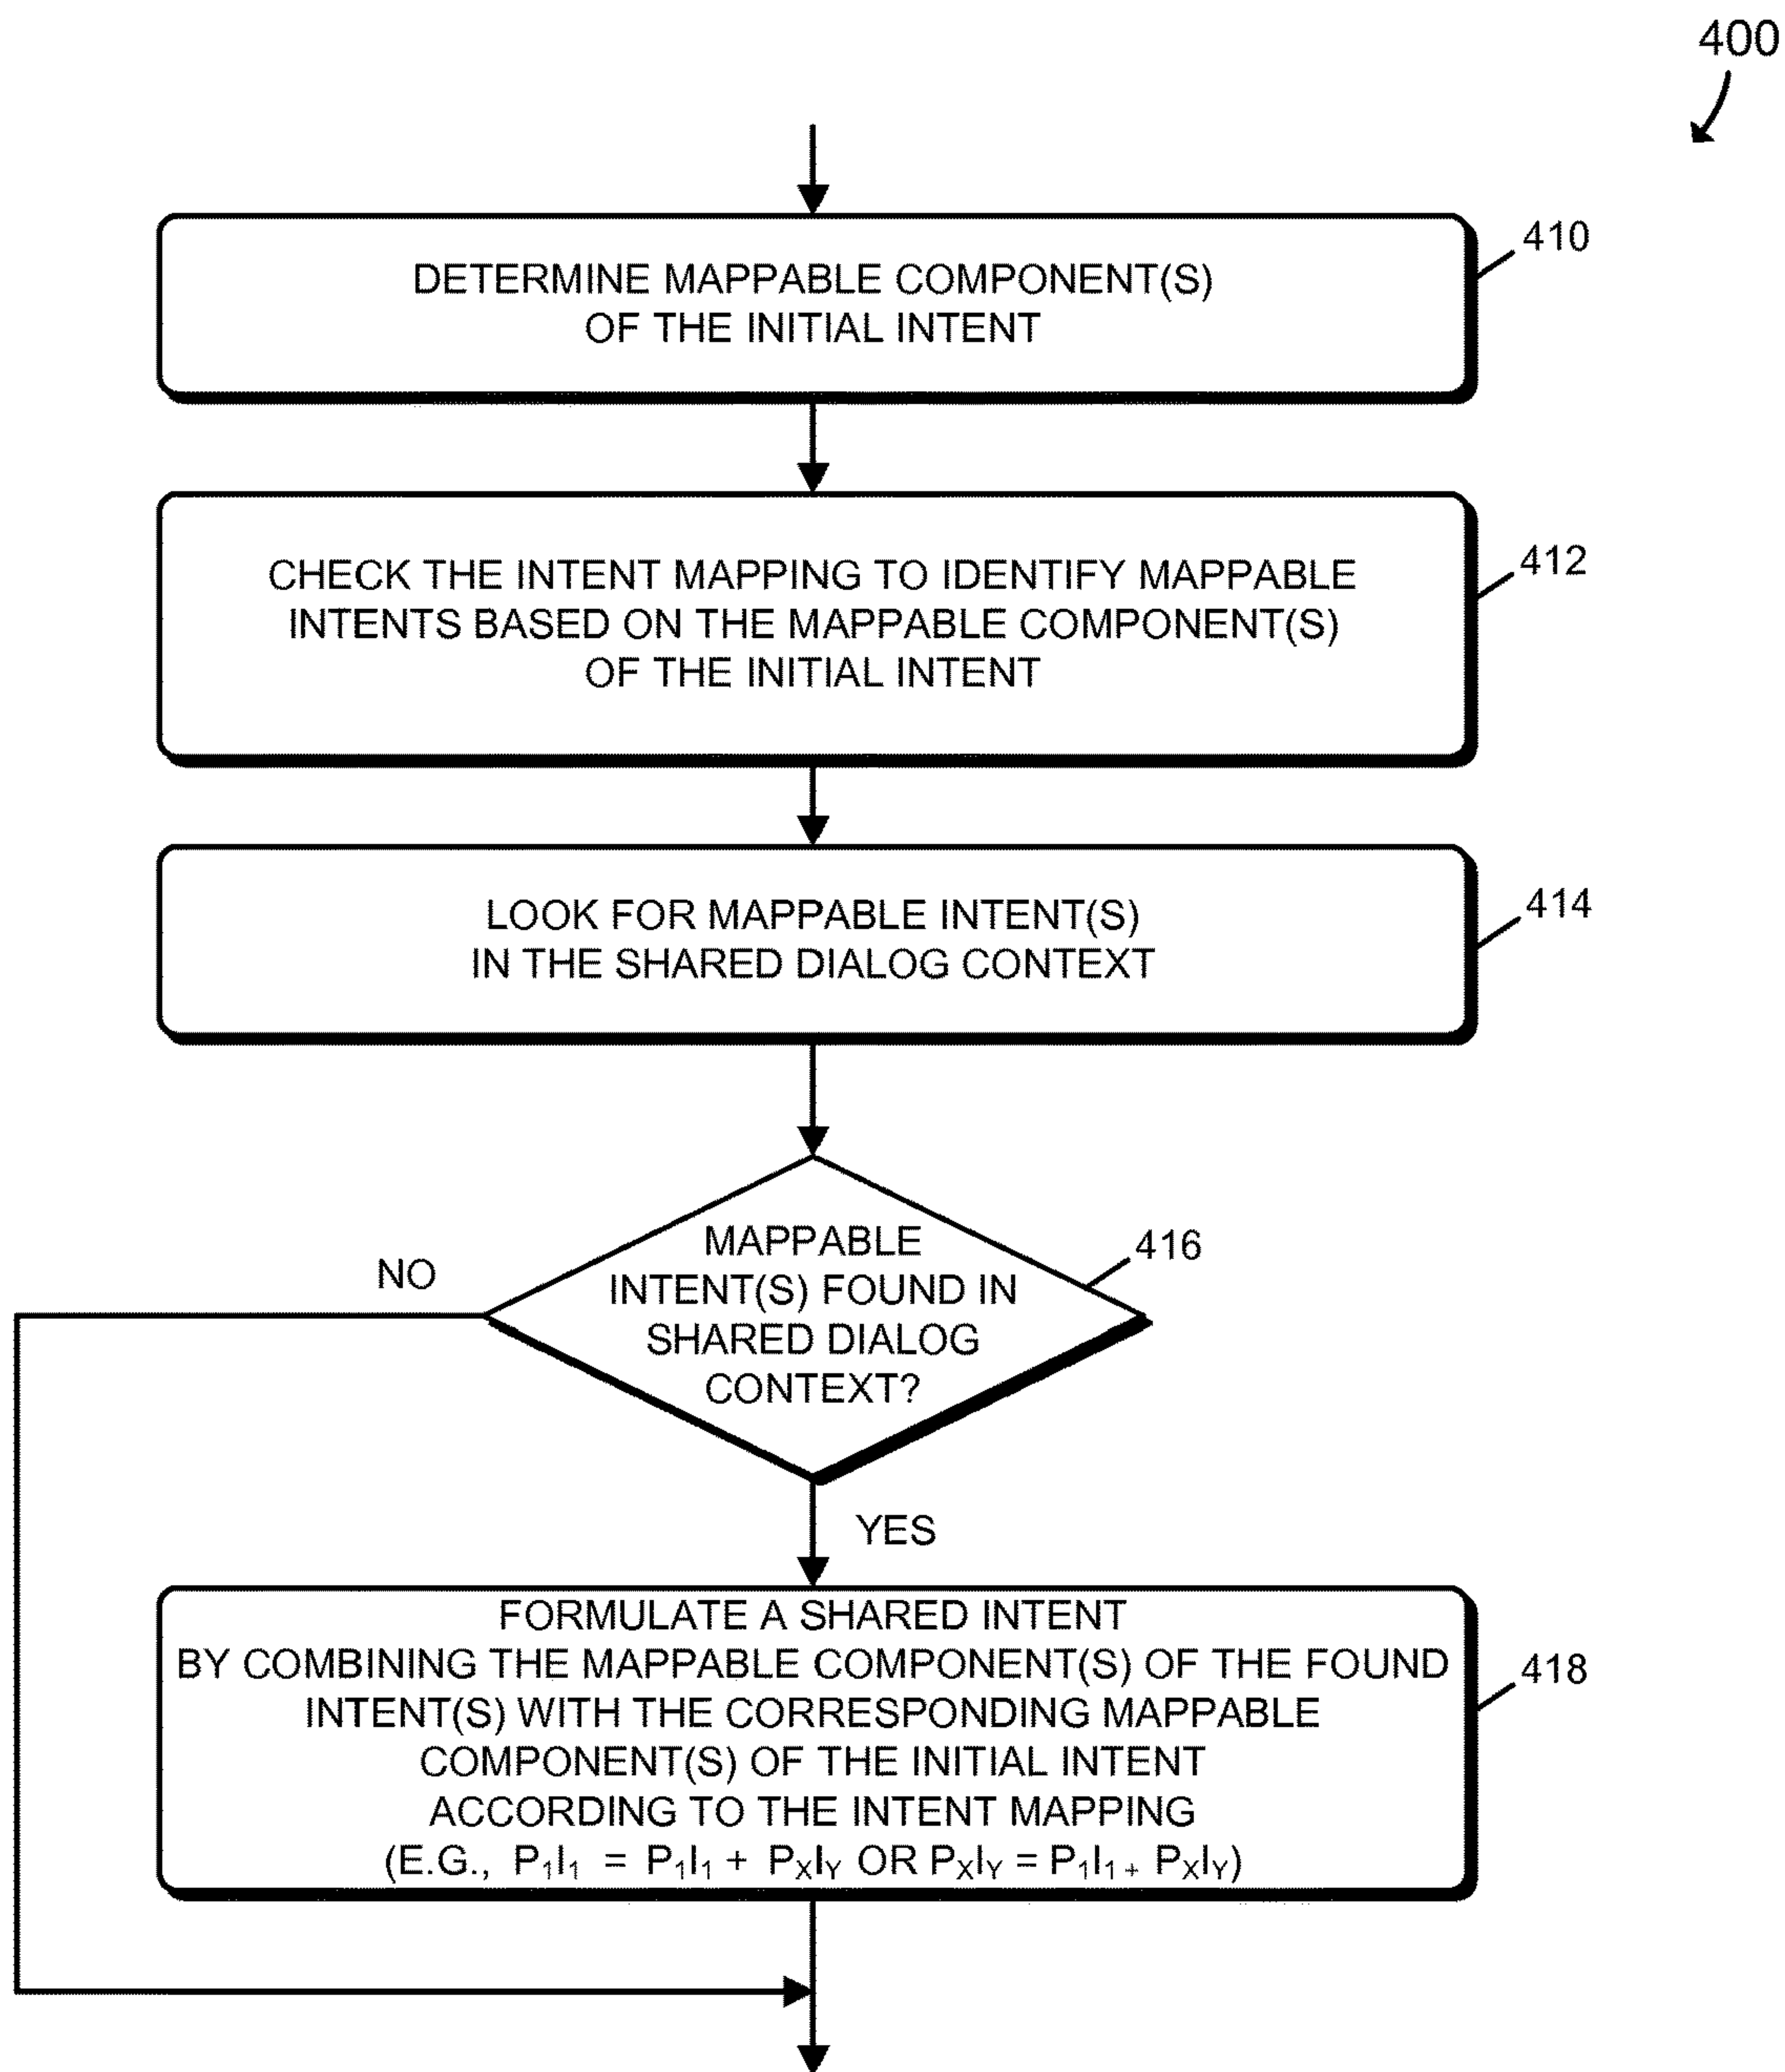 400
DETERMINE MAPPABLE COMPONENT(S)
OF THE INITIAL INTENT
410
CHECK THE INTENT MAPPING TO IDENTIFY MAPPABLE
INTENTS BASED ON THE MAPPABLE COMPONENT(S)
OF THE INITIAL INTENT
412
LOOK FOR MAPPABLE INTENT(S)
IN THE SHARED DIALOG CONTEXT
414
MAPPABLE
INTENT(S) FOUND IN
SHARED DIALOG
CONTEXT?
416
NO
YES
FORMULATE A SHARED INTENT
BY COMBINING THE MAPPABLE COMPONENT(S) OF THE FOUND
INTENT(S) WITH THE CORRESPONDING MAPPABLE
COMPONENT(S) OF THE INITIAL INTENT
ACCORDING TO THE INTENT MAPPING
(E.G., P₁I₁ = P₁I₁ + PₓIᵧ OR PₓIᵧ = P₁I₁ + PₓIᵧ)
418